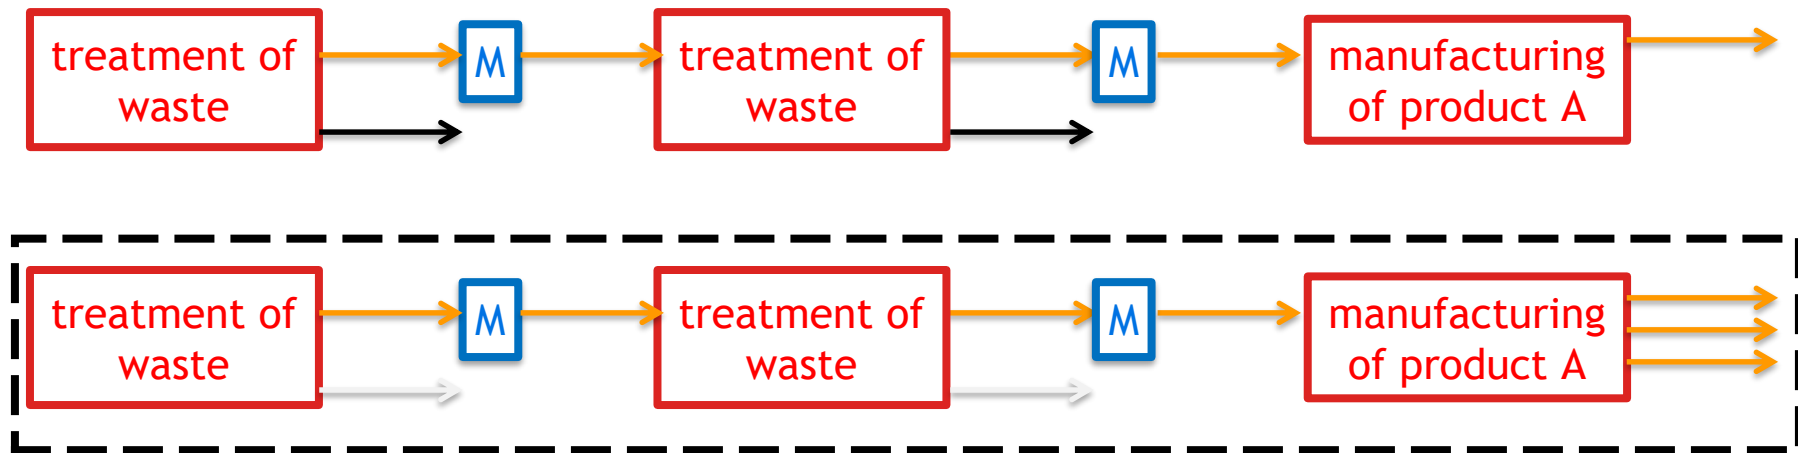 treatment of
waste
M
treatment of
waste
M
manufacturing
of product A
treatment of
waste
M
treatment of
waste
M
manufacturing
of product A